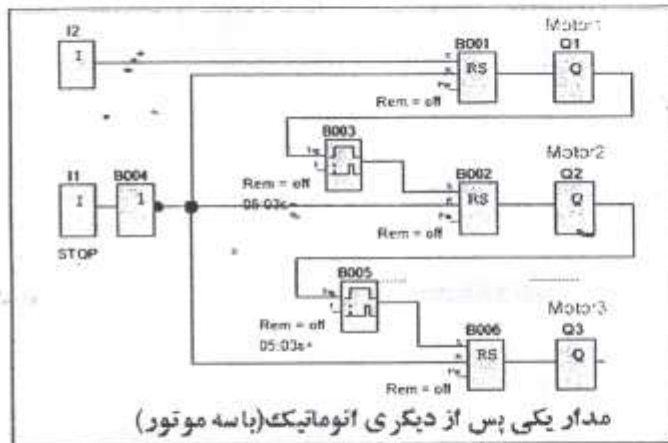 Motor1
I2
B001
Q1
I
RS
Q
Rem = off
B003
Motor2
I1
B004
Rem = off
B002
Q2
I
1
05:03s+
RS
Q
STOP
Rem = off
B005
Motor3
Rem = off
B006
Q3
05:03s+
RS
Q
Rem = off
مدار یکی پس از دیگری اتوماتیک(باسه موتور)